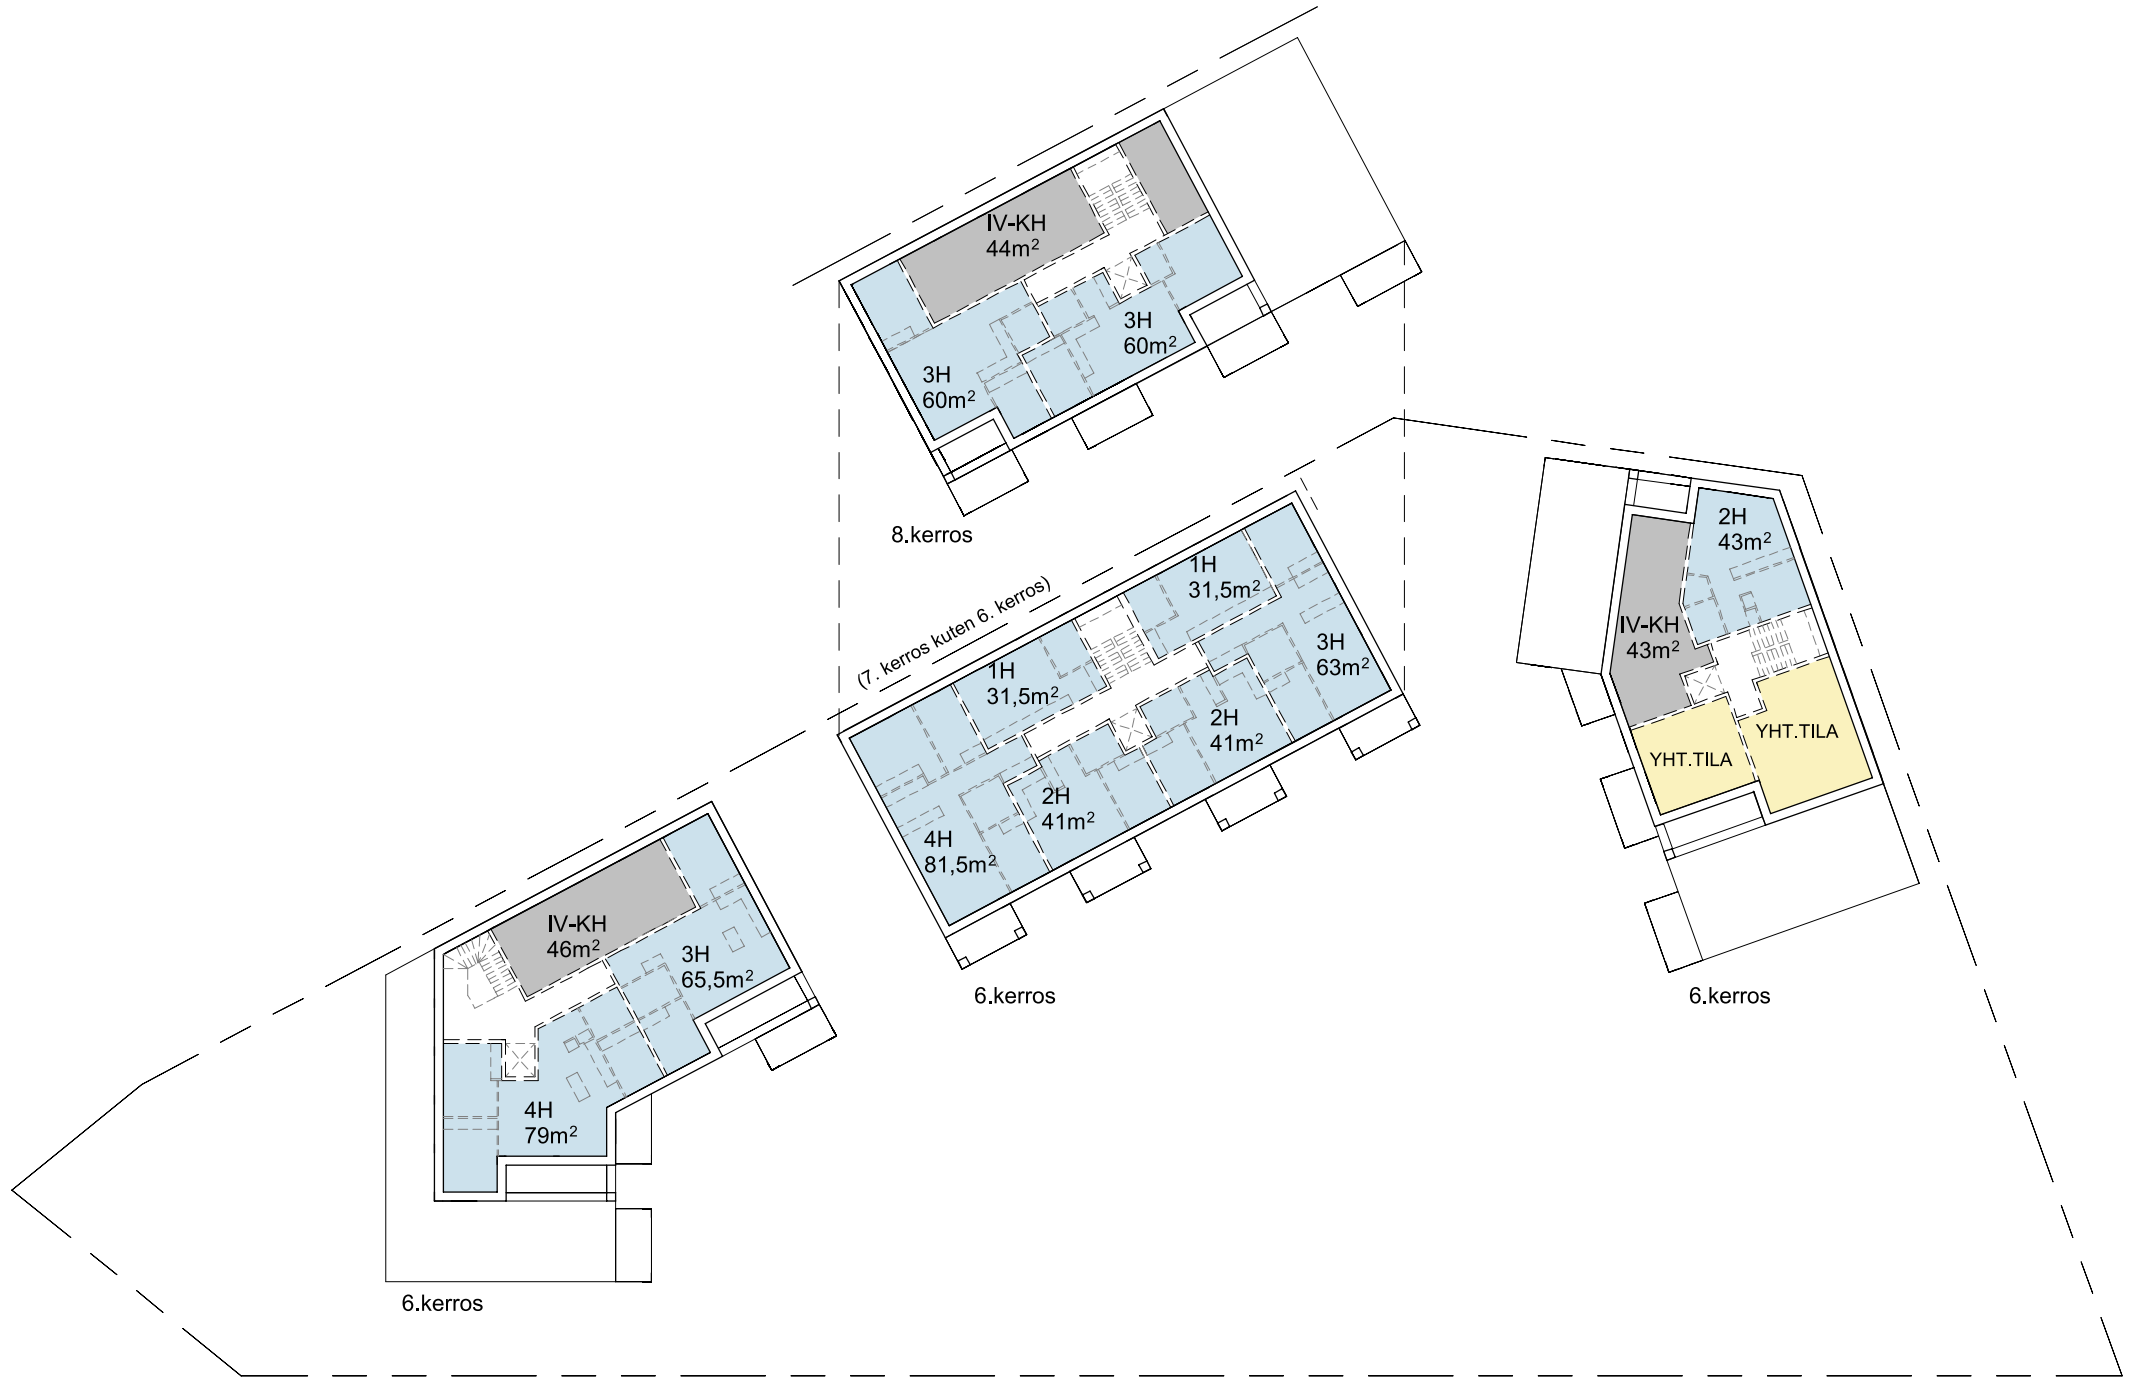 IV-KH
44m²
3H
60m²
3H
60m²
8.kerros
(7. kerros kuten 6. kerros)
1H
31,5m²
1H
31,5m²
3H
63m²
2H
41m²
2H
41m²
4H
81,5m²
6.kerros
2H
43m²
IV-KH
43m²
YHT.TILA
YHT.TILA
6.kerros
IV-KH
46m²
3H
65,5m²
4H
79m²
6.kerros